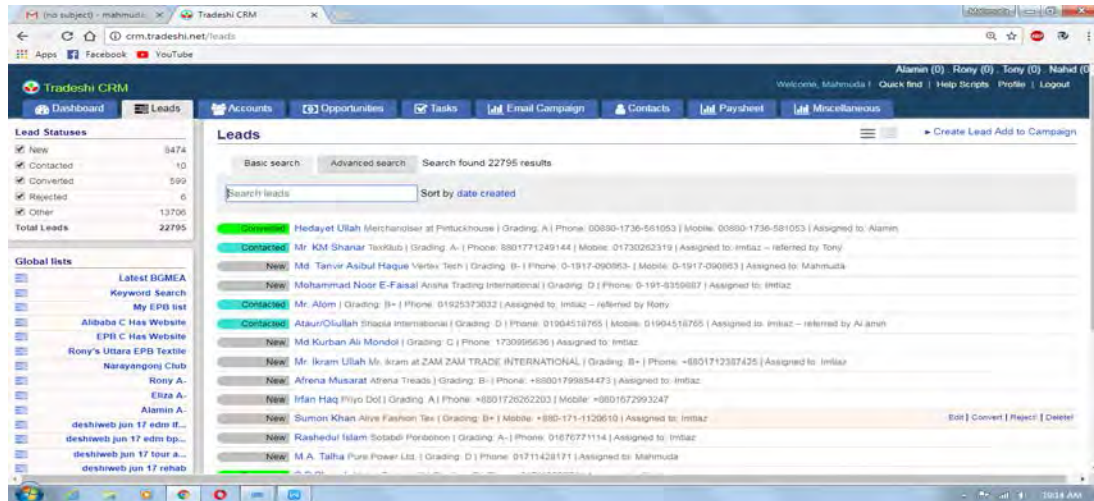 (no subject) - mahmuda
Tradeshi CRM
crm.tradeshi.net/leads
Apps Facebook YouTube
Alamin (0) . Rony (0) . Tony (0) . Nahid (0
Tradeshi CRM
Welcome, Mahmuda ! Quick find | Help Scripts Profile | Logout
Dashboard Leads Accounts Opportunities Tasks Email Campaign Contacts Paysheet Miscellaneous
Lead Statuses
New 8474
Contacted 10
Converted 599
Rejected 6
Other 13706
Total Leads 22795
Global lists
Latest BGMEA
Keyword Search
My EPB list
Alibaba C Has Website
EPB C Has Website
Rony's Uttara EPB Textile
Narayangonj Club
Rony A-
Eliza A-
Alamin A-
deshiweb jun 17 edm if...
deshiweb jun 17 edm bp...
deshiweb jun 17 tour a...
deshiweb jun 17 rehab
Leads
Create Lead Add to Campaign
Basic search Advanced search Search found 22795 results
Search leads Sort by date created
Converted Hedayet Ullah Merchandiser at Pintuckhouse | Grading: A | Phone: 00880-1736-581053 | Mobile: 00880-1736-581053 | Assigned to: Alamin
Contacted Mr. KM Shanar TexKlub | Grading: A- | Phone: 8801771249144 | Mobile: 01730262319 | Assigned to: Imtiaz – referred by Tony
New Md. Tanvir Asibul Haque Vertex Tech | Grading: B- | Phone: 0-1917-090863- | Mobile: 0-1917-090863 | Assigned to: Mahmuda
New Mohammad Noor E-Faisal Anisha Trading International | Grading: D | Phone: 0-191-8359887 | Assigned to: Imtiaz
Contacted Mr. Alom | Grading: B+ | Phone: 01925373032 | Assigned to: Imtiaz – referred by Rony
Contacted Ataur/Oliullah International | Grading: D | Phone: 01904518765 | Mobile: 01904518765 | Assigned to: Imtiaz – referred by Al amin
New Md Kurban Ali Mondol | Grading: C | Phone: 1730996636 | Assigned to: Imtiaz
New Mr. Ikram Ullah Mr. Ikram at ZAM ZAM TRADE INTERNATIONAL | Grading: B+ | Phone: +8801712387425 | Assigned to: Imtiaz
New Afrena Musarat Afrena Treads | Grading: B- | Phone: +88001799854473 | Assigned to: Imtiaz
New Irfan Haq Priyo Dol | Grading: A | Phone: +8801726262203 | Mobile: +8801672993247
New Sumon Khan Alive Fashion Tex | Grading: B+ | Mobile: +880-171-1120610 | Assigned to: Imtiaz Edit | Convert | Reject! | Delete!
New Rashedul Islam Sotabdi Poribohon | Grading: A- | Phone: 01676771114 | Assigned to: Imtiaz
New M.A. Talha Pure Power Ltd. | Grading: D | Phone: 01711428171 | Assigned to: Mahmuda
10:14 AM